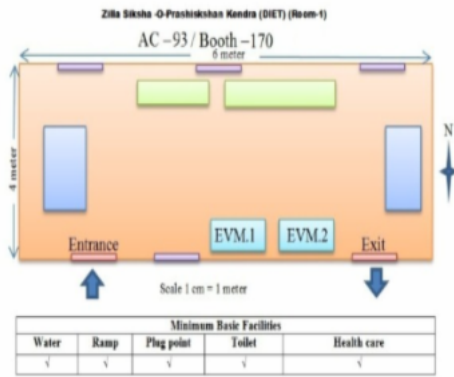 Zilla Siksha -O-Prashiskshan Kendra (DIET) (Room-1)
AC –93 / Booth –170
6 meter
4 meter
N
EVM.1 EVM.2
Entrance Exit
Scale 1 cm = 1 meter
Minimum Basic Facilities
Water Ramp Plug point Toilet Health care
√ √ √ √ √